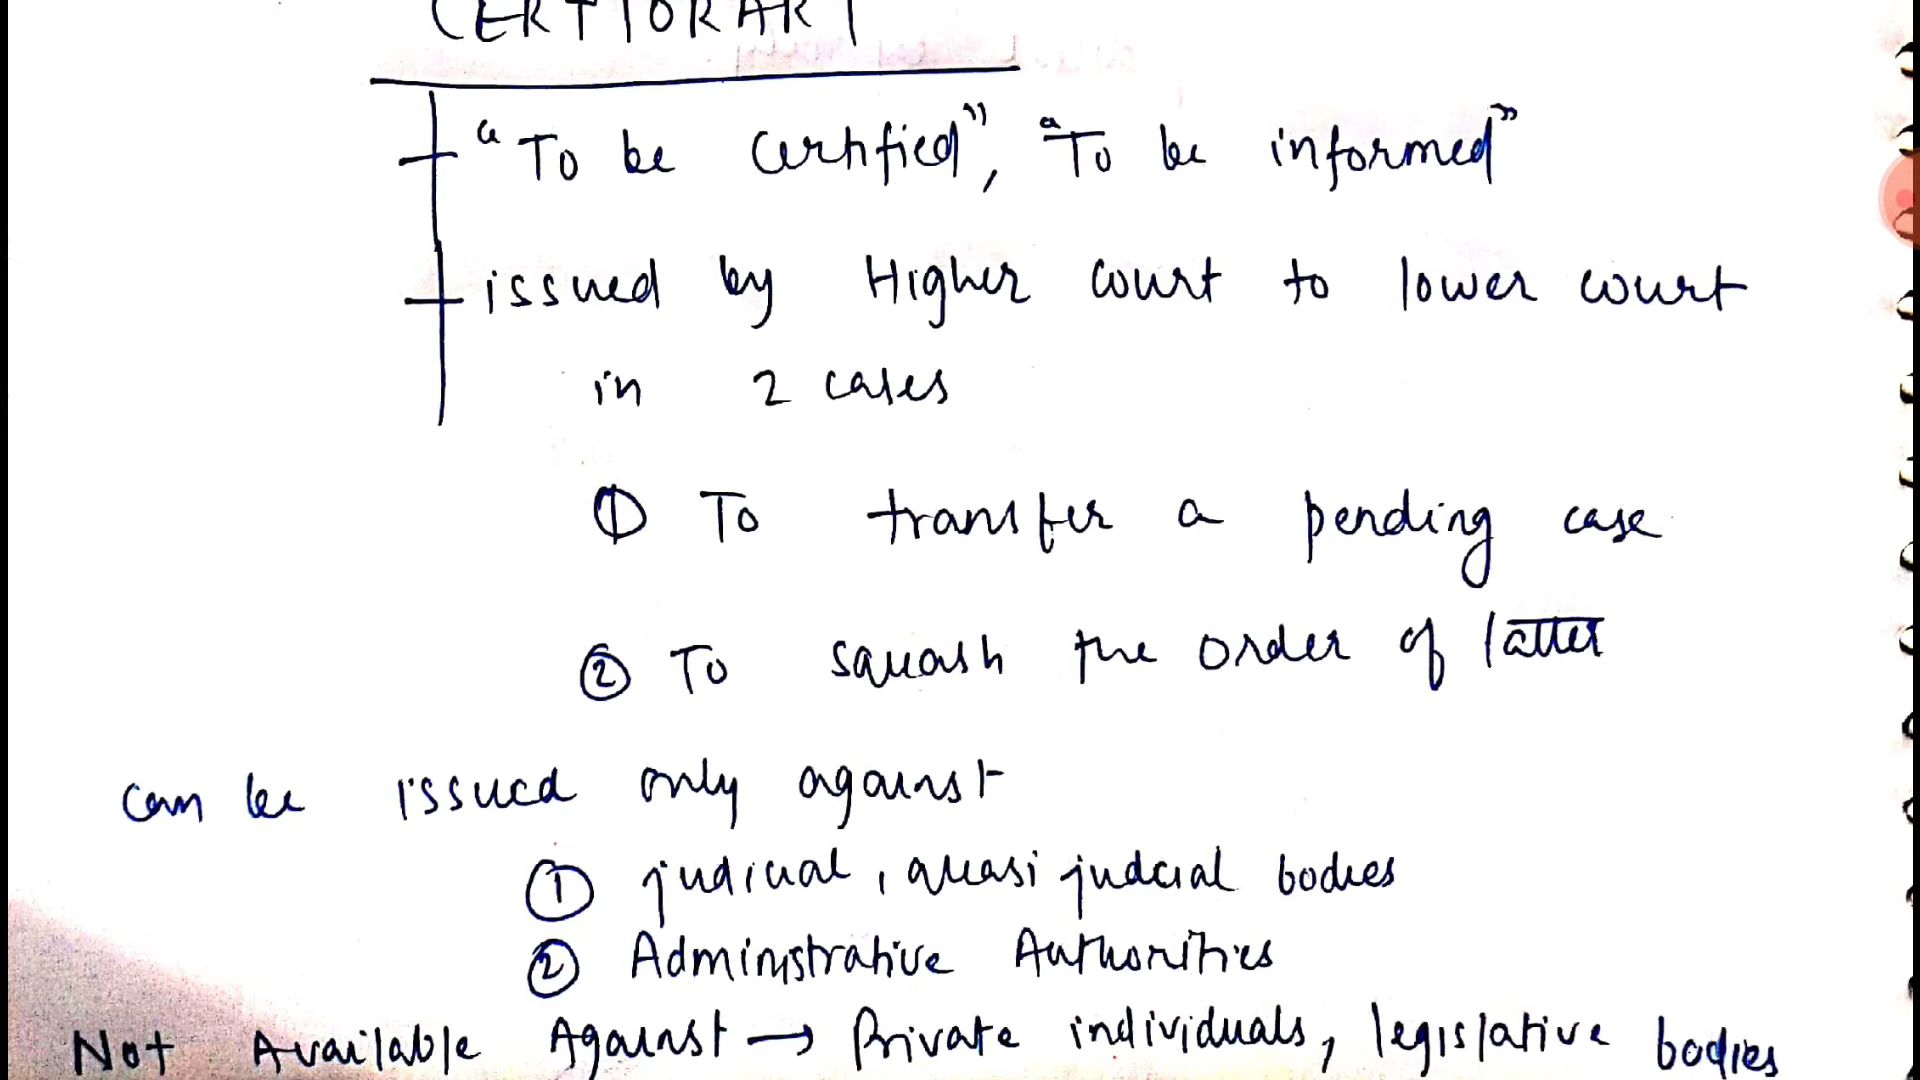 CERTIORARI
"To be certified", "To be informed"
issued by Higher court to lower court
in 2 cases
① To transfer a pending case
② To squash the order of latter
can be issued only against
① judicial, quasi judcial bodies
② Administrative Authorities
Not Available Against → Private individuals, legislative bodies